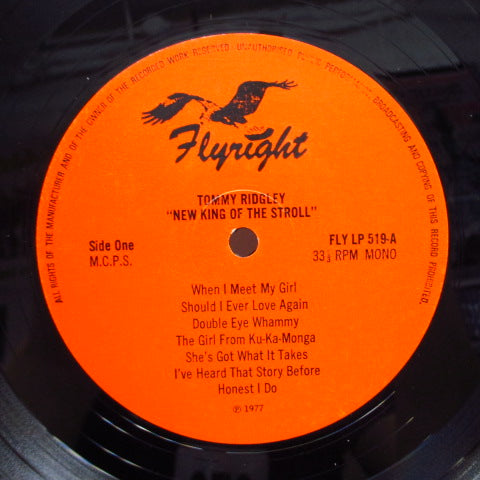 ALL RIGHTS OF THE MANUFACTURER AND OF THE OWNER OF THE RECORDED WORK RESERVED. UNAUTHORISED PUBLIC PERFORMANCE, BROADCASTING AND COPYING OF THIS RECORD PROHIBITED.
Flyright
TOMMY RIDGLEY
"NEW KING OF THE STROLL"
Side One
M.C.P.S.
FLY LP 519-A
33⅓ RPM MONO
When I Meet My Girl
Should I Ever Love Again
Double Eye Whammy
The Girl From Ku-Ka-Monga
She's Got What It Takes
I've Heard That Story Before
Honest I Do
℗ 1977